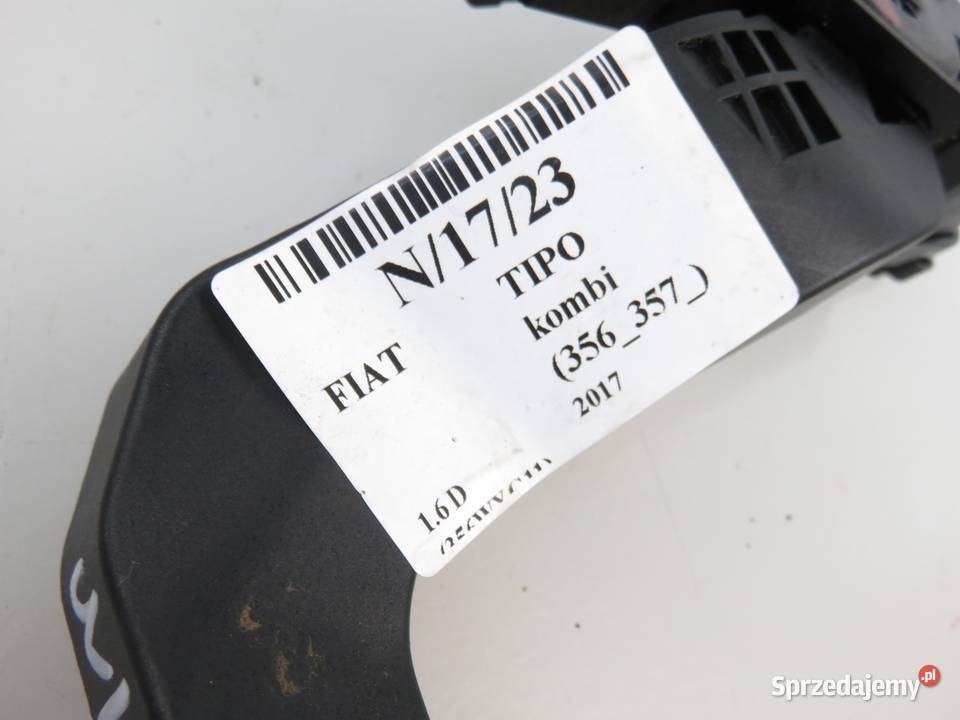 N/17/23
FIAT
TIPO
kombi
(356_357_)
2017
1.6 D
Sprzedajemy.pl